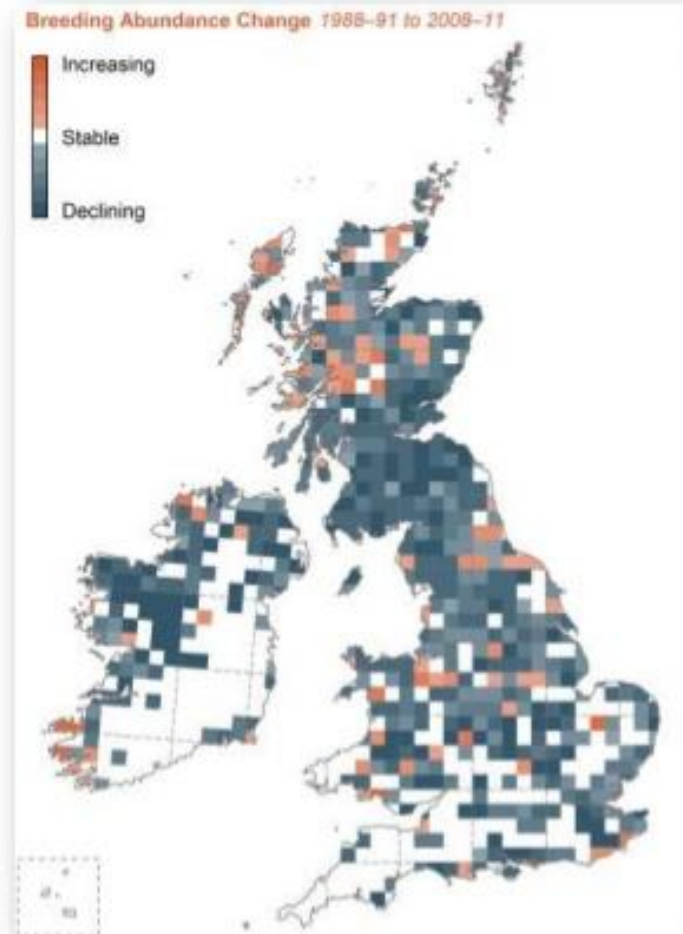 Breeding Abundance Change 1988–91 to 2008–11
Increasing
Stable
Declining